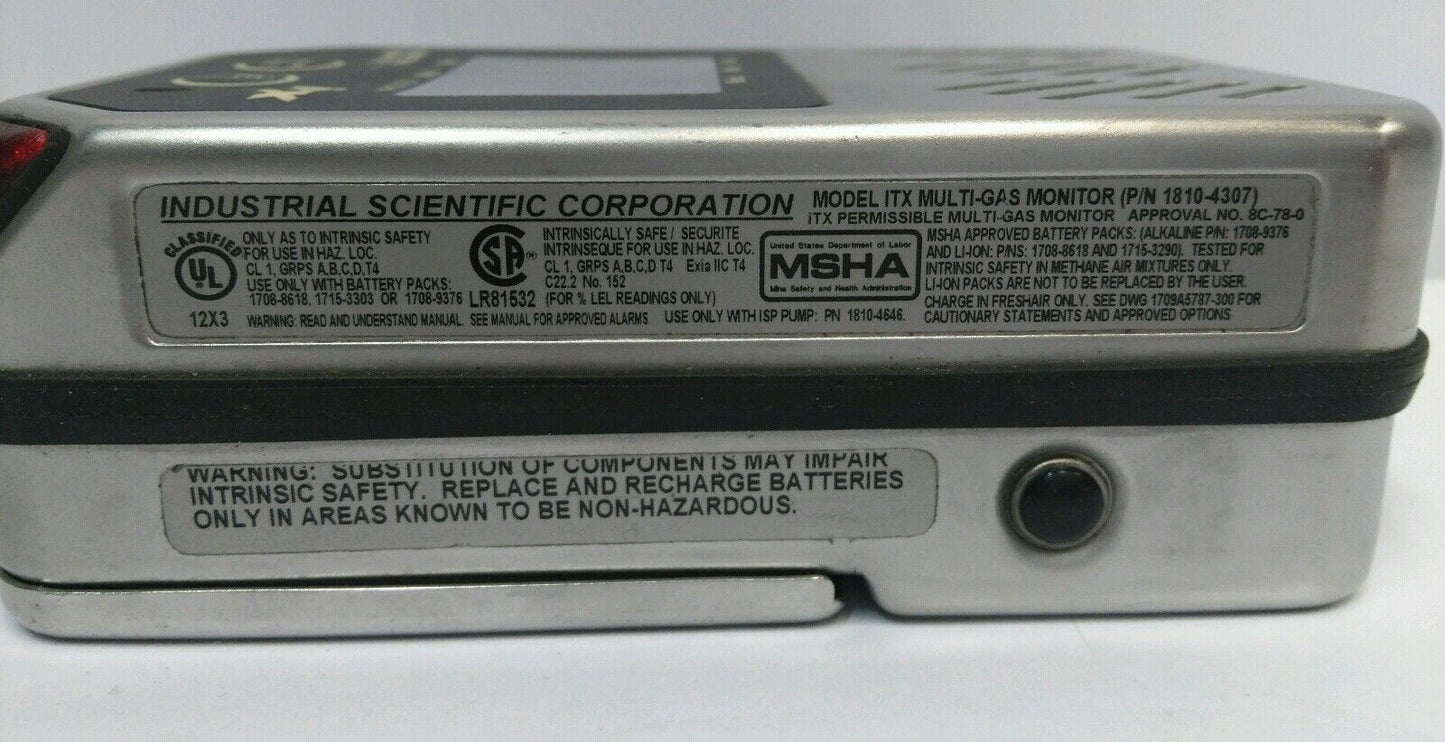 INDUSTRIAL SCIENTIFIC CORPORATION
MODEL ITX MULTI-GAS MONITOR (P/N 1810-4307)
ITX PERMISSIBLE MULTI-GAS MONITOR APPROVAL NO. 8C-78-0
CLASSIFIED
UL
12X3
ONLY AS TO INTRINSIC SAFETY
FOR USE IN HAZ. LOC.
CL 1, GRPS A,B,C,D,T4
USE ONLY WITH BATTERY PACKS:
1708-8618, 1715-3303 OR 1708-9376
SA ®
LR81532
INTRINSICALLY SAFE / SECURITE
INTRINSEQUE FOR USE IN HAZ. LOC.
CL 1, GRPS A,B,C,D T4 Exia IIC T4
C22.2 No. 152
(FOR % LEL READINGS ONLY)
United States Department of Labor
MSHA
Mine Safety and Health Administration
MSHA APPROVED BATTERY PACKS: (ALKALINE P/N: 1708-9376
AND LI-ION: P/NS: 1708-8618 AND 1715-3290). TESTED FOR
INTRINSIC SAFETY IN METHANE AIR MIXTURES ONLY.
LI-ION PACKS ARE NOT TO BE REPLACED BY THE USER.
CHARGE IN FRESHAIR ONLY. SEE DWG 1709A5787-300 FOR
CAUTIONARY STATEMENTS AND APPROVED OPTIONS
WARNING: READ AND UNDERSTAND MANUAL. SEE MANUAL FOR APPROVED ALARMS USE ONLY WITH ISP PUMP: PN 1810-4646.
WARNING: SUBSTITUTION OF COMPONENTS MAY IMPAIR
INTRINSIC SAFETY. REPLACE AND RECHARGE BATTERIES
ONLY IN AREAS KNOWN TO BE NON-HAZARDOUS.